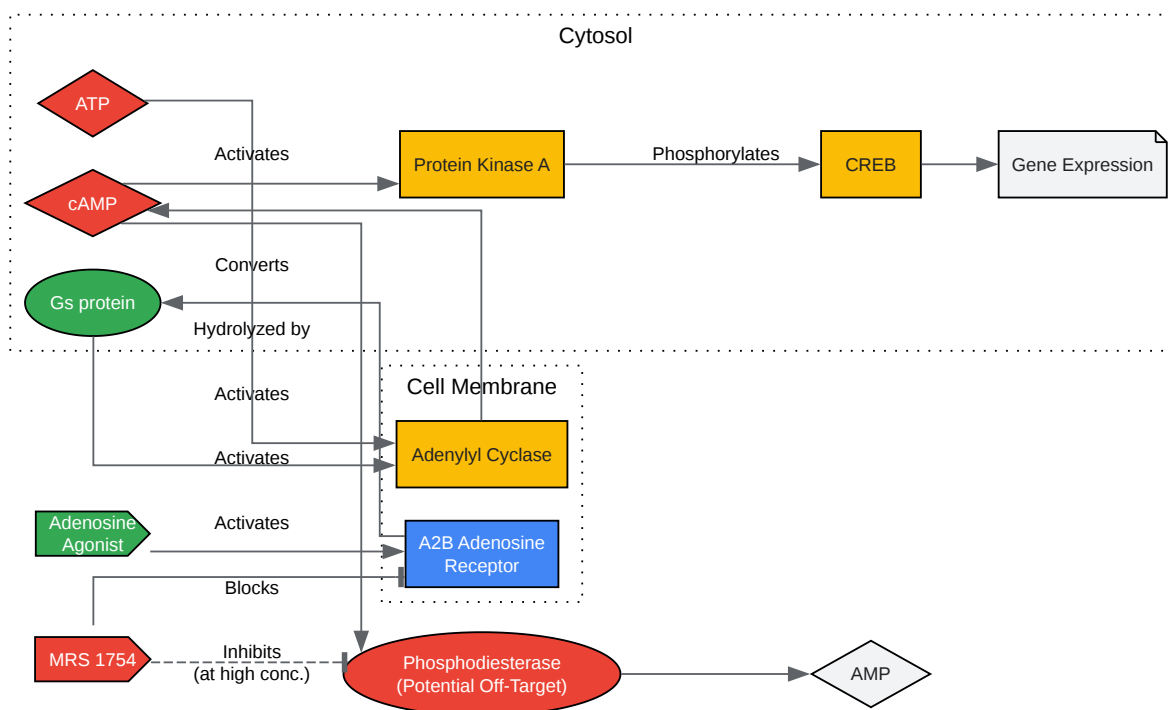 Cytosol
ATP
Activates
Protein Kinase A
Phosphorylates
CREB
Gene Expression
cAMP
Converts
Gs protein
Hydrolyzed by
Cell Membrane
Activates
Adenylyl Cyclase
Activates
Adenosine
Agonist
Activates
A2B Adenosine
Receptor
Blocks
MRS 1754
Inhibits
(at high conc.)
Phosphodiesterase
(Potential Off-Target)
AMP